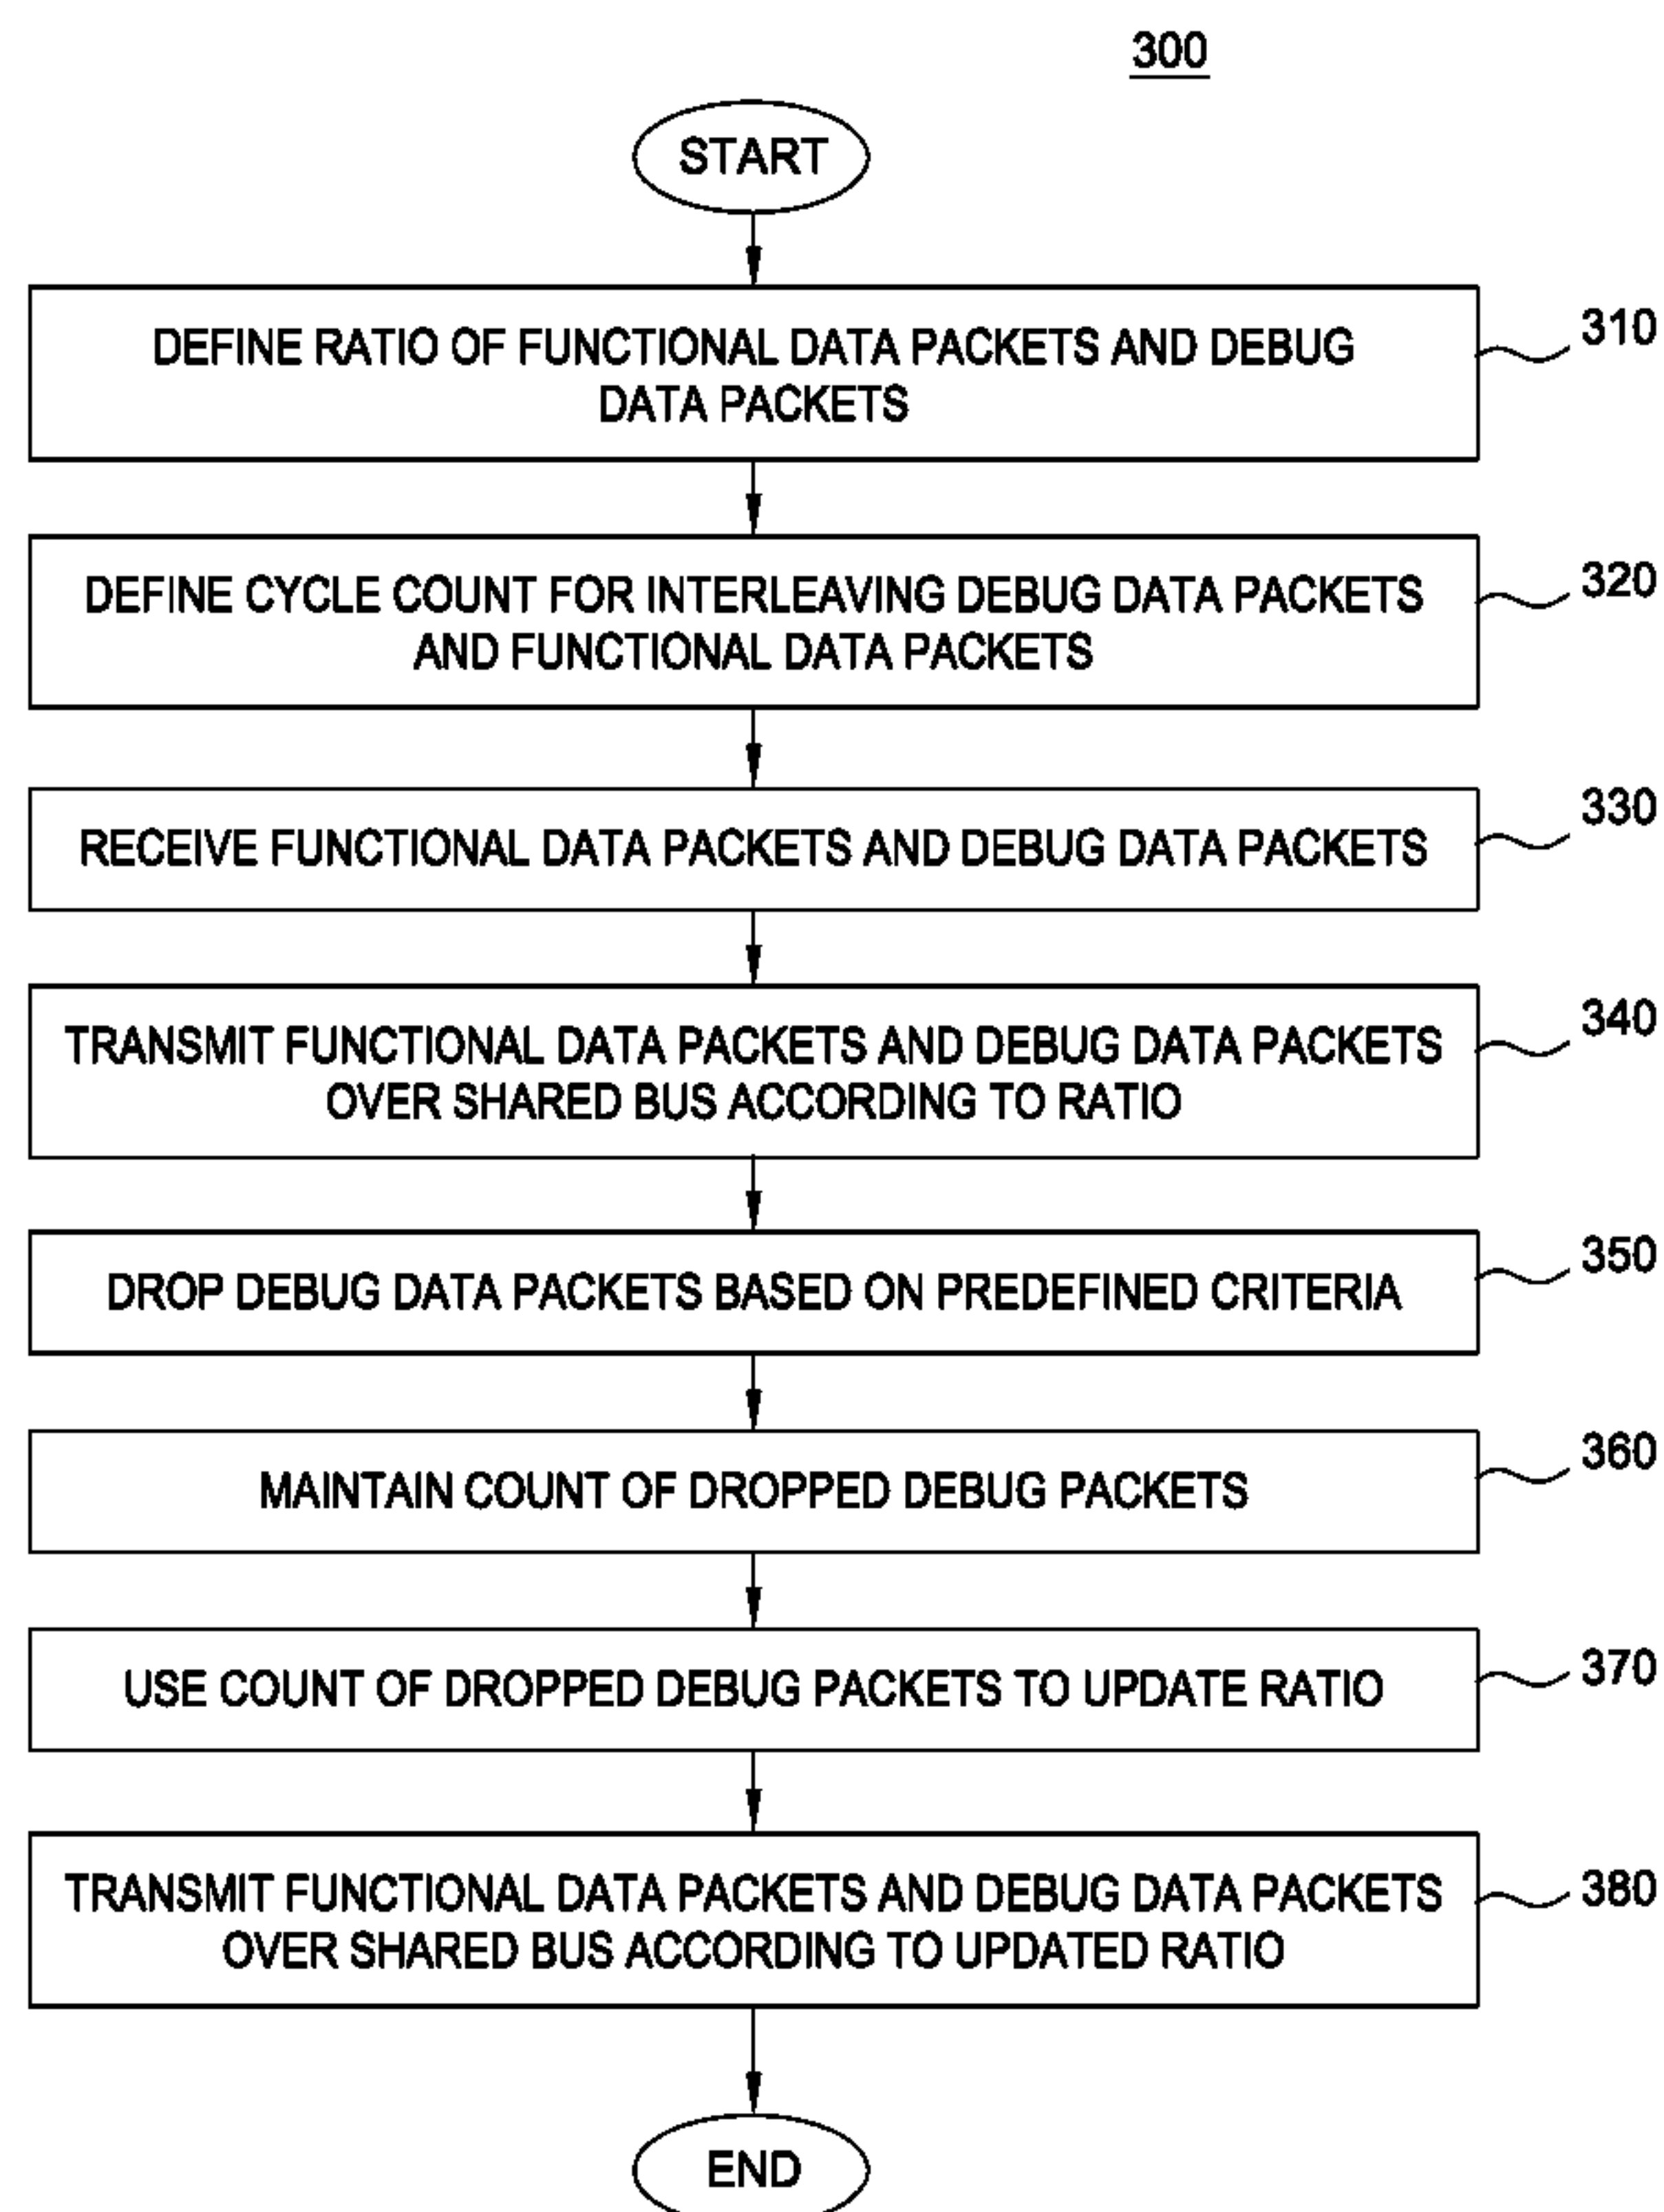 300
START
DEFINE RATIO OF FUNCTIONAL DATA PACKETS AND DEBUG
DATA PACKETS
310
DEFINE CYCLE COUNT FOR INTERLEAVING DEBUG DATA PACKETS
AND FUNCTIONAL DATA PACKETS
320
RECEIVE FUNCTIONAL DATA PACKETS AND DEBUG DATA PACKETS
330
TRANSMIT FUNCTIONAL DATA PACKETS AND DEBUG DATA PACKETS
OVER SHARED BUS ACCORDING TO RATIO
340
DROP DEBUG DATA PACKETS BASED ON PREDEFINED CRITERIA
350
MAINTAIN COUNT OF DROPPED DEBUG PACKETS
360
USE COUNT OF DROPPED DEBUG PACKETS TO UPDATE RATIO
370
TRANSMIT FUNCTIONAL DATA PACKETS AND DEBUG DATA PACKETS
OVER SHARED BUS ACCORDING TO UPDATED RATIO
380
END